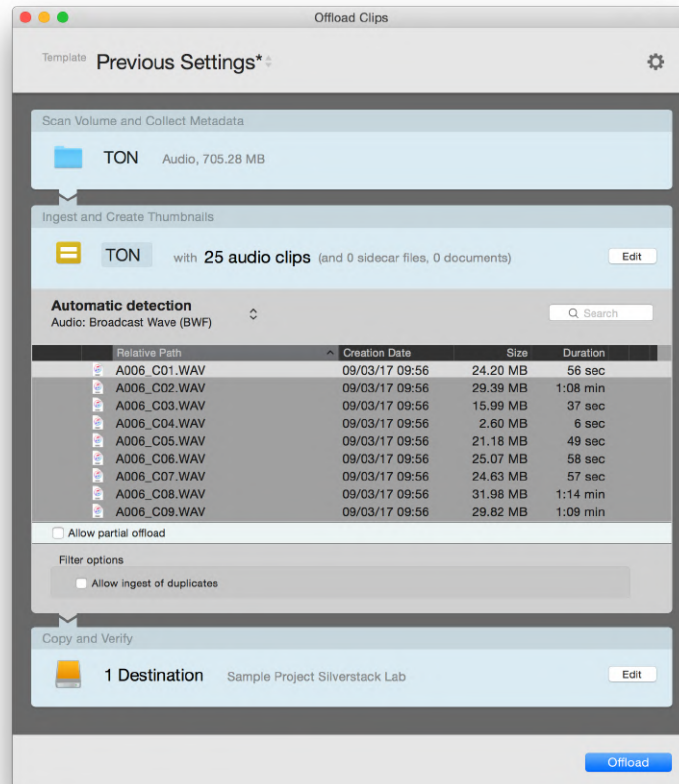 Offload Clips
Template Previous Settings*
Scan Volume and Collect Metadata
TON Audio, 705.28 MB
Ingest and Create Thumbnails
TON with 25 audio clips (and 0 sidecar files, 0 documents) Edit
Automatic detection
Audio: Broadcast Wave (BWF)
Search
Relative Path Creation Date Size Duration
A006_C01.WAV 09/03/17 09:56 24.20 MB 56 sec
A006_C02.WAV 09/03/17 09:56 29.39 MB 1:08 min
A006_C03.WAV 09/03/17 09:56 15.99 MB 37 sec
A006_C04.WAV 09/03/17 09:56 2.60 MB 6 sec
A006_C05.WAV 09/03/17 09:56 21.18 MB 49 sec
A006_C06.WAV 09/03/17 09:56 25.07 MB 58 sec
A006_C07.WAV 09/03/17 09:56 24.63 MB 57 sec
A006_C08.WAV 09/03/17 09:56 31.98 MB 1:14 min
A006_C09.WAV 09/03/17 09:56 29.82 MB 1:09 min
Allow partial offload
Filter options
Allow ingest of duplicates
Copy and Verify
1 Destination Sample Project Silverstack Lab Edit
Offload